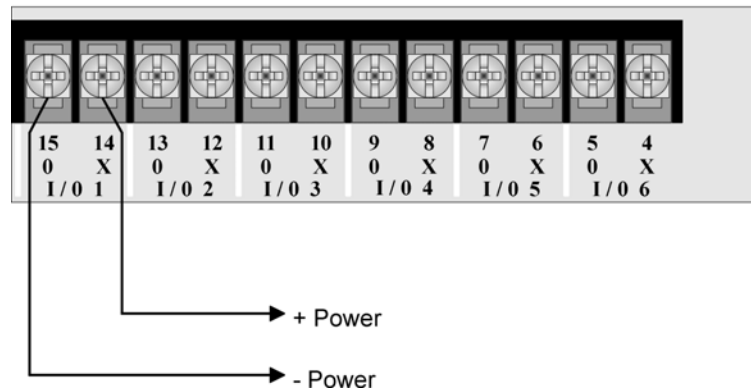 15 14 13 12 11 10 9 8 7 6 5 4
0 X 0 X 0 X 0 X 0 X 0 X
I/0 1 I/0 2 I/0 3 I/0 4 I/0 5 I/0 6
+ Power
- Power